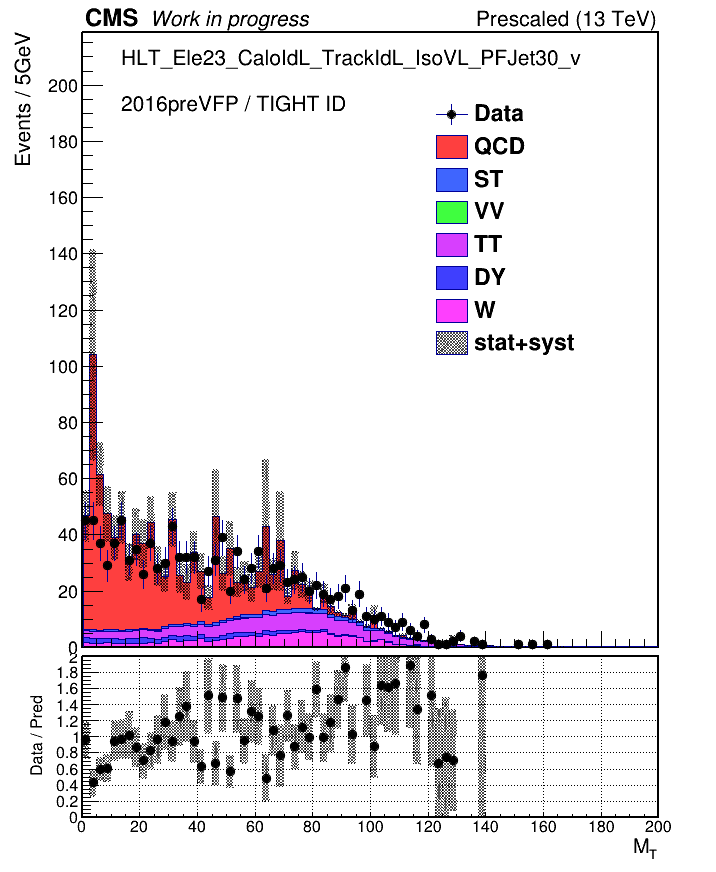 CMS Work in progress Prescaled (13 TeV)
HLT_Ele23_CaloIdL_TrackIdL_IsoVL_PFJet30_v
2016preVFP / TIGHT ID
Events / 5GeV
200
180
160
140
120
100
80
60
40
20
0
Data
QCD
ST
VV
TT
DY
W
stat+syst
Data / Pred
2
1.8
1.6
1.4
1.2
1
0.8
0.6
0.4
0.2
0
0 20 40 60 80 100 120 140 160 180 200
M_T